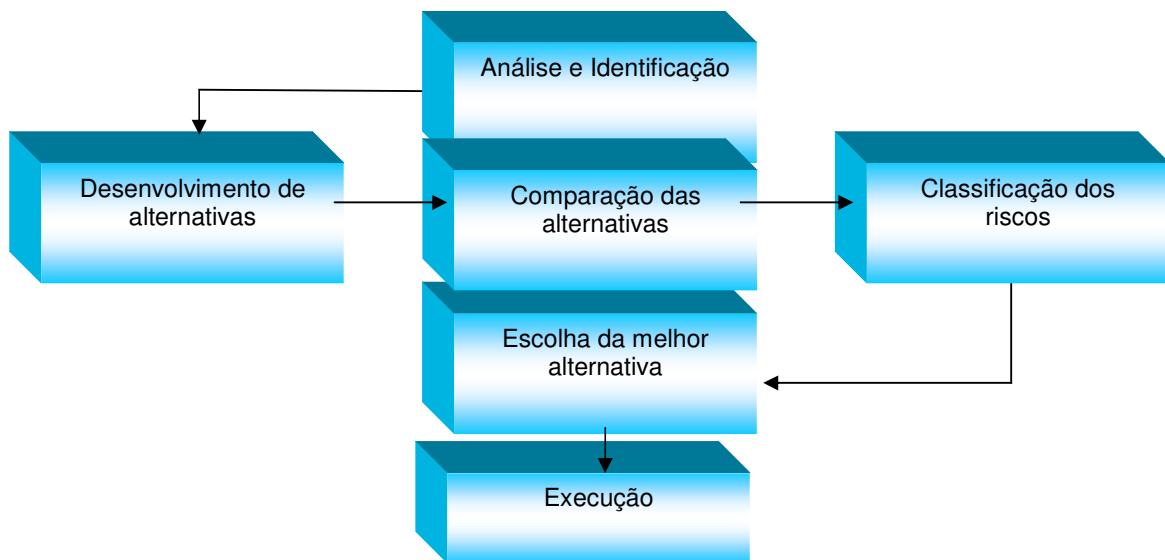 Análise e Identificação
Desenvolvimento de
alternativas
Comparação das
alternativas
Classificação dos
riscos
Escolha da melhor
alternativa
Execução